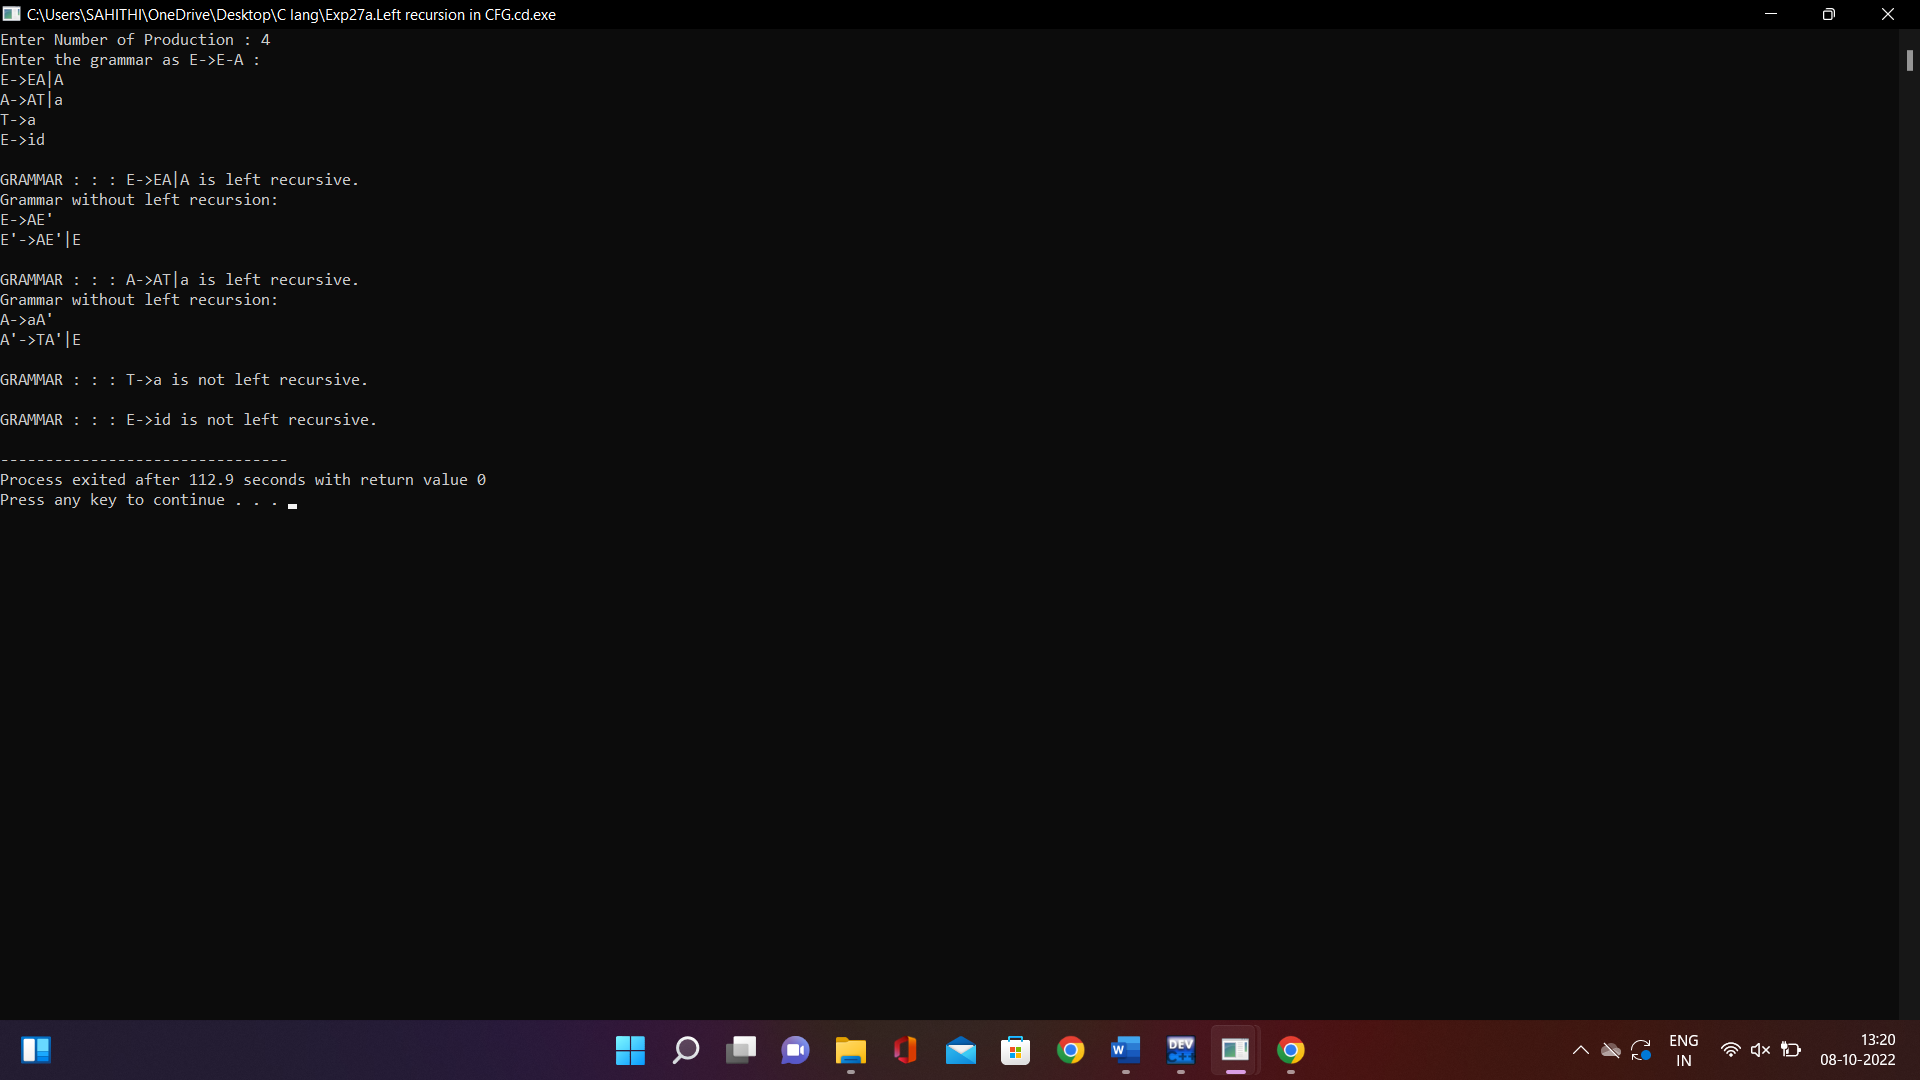 C:\Users\SAHITHI\OneDrive\Desktop\C lang\Exp27a.Left recursion in CFG.cd.exe
Enter Number of Production : 4
Enter the grammar as E->E-A :
E->EA|A
A->AT|a
T->a
E->id
GRAMMAR : : : E->EA|A is left recursive.
Grammar without left recursion:
E->AE'
E'->AE'|E
GRAMMAR : : : A->AT|a is left recursive.
Grammar without left recursion:
A->aA'
A'->TA'|E
GRAMMAR : : : T->a is not left recursive.
GRAMMAR : : : E->id is not left recursive.
--------------------------------
Process exited after 112.9 seconds with return value 0
Press any key to continue . . .
W
DEV
C++
ENG
IN
13:20
08-10-2022